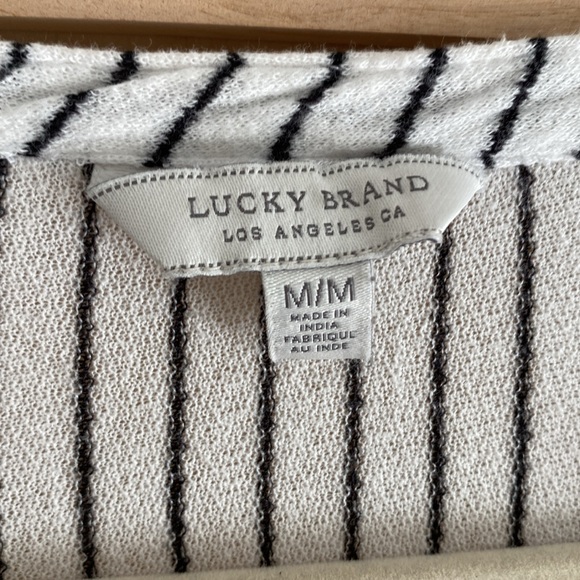 LUCKY BRAND
LOS ANGELES CA
M/M
MADE IN
INDIA
FABRIQUE
AU INDE